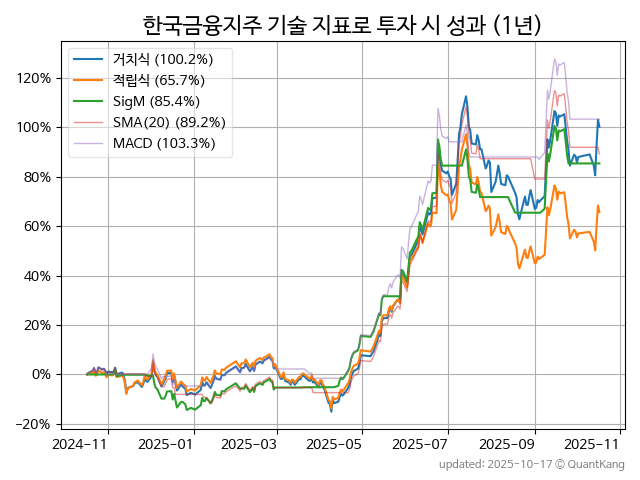 한국금융지주 기술 지표로 투자 시 성과 (1년)
거치식 (100.2%)
적립식 (65.7%)
SigM (85.4%)
SMA(20) (89.2%)
MACD (103.3%)
120%
100%
80%
60%
40%
20%
0%
−20%
2024-11
2025-01
2025-03
2025-05
2025-07
2025-09
2025-11
updated: 2025-10-17 © QuantKang